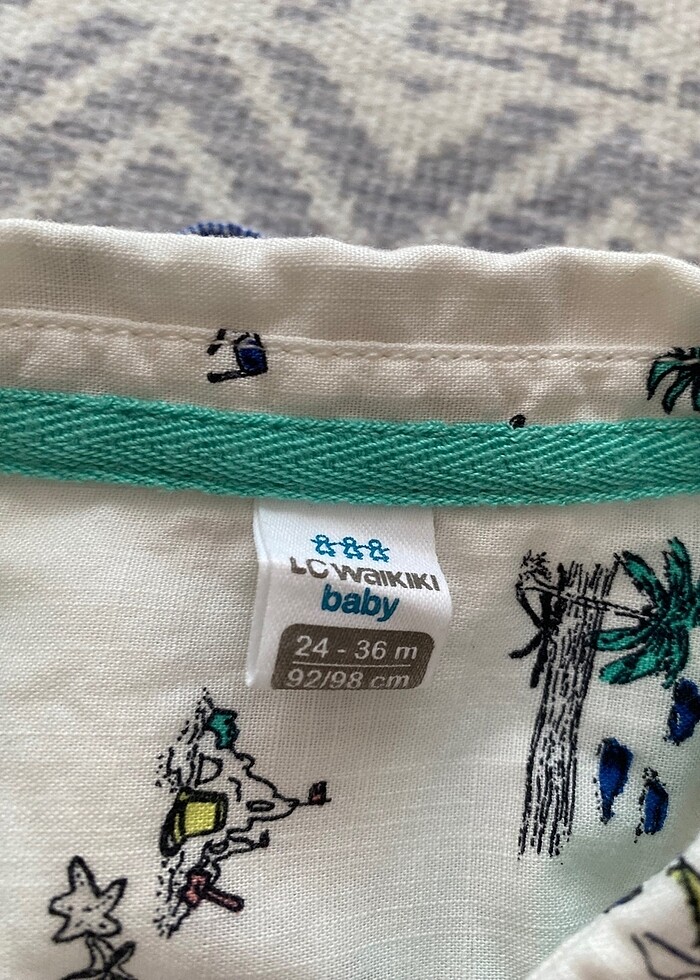 LC Waikiki
baby
24 - 36 m
92/98 cm